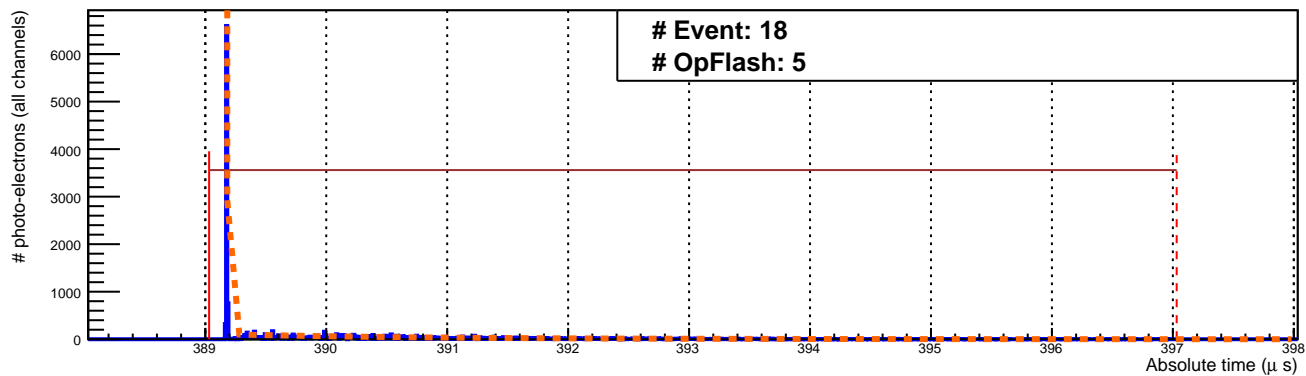 # Event: 18
# OpFlash: 5
# photo-electrons (all channels)
6000
5000
4000
3000
2000
1000
0
389 390 391 392 393 394 395 396 397 398
Absolute time (μ s)